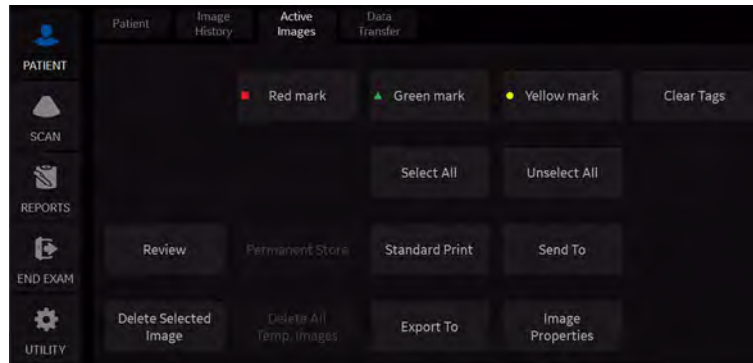 Patient
Image
History
Active
Images
Data
Transfer
PATIENT
SCAN
REPORTS
END EXAM
UTILITY
Red mark
Green mark
Yellow mark
Clear Tags
Select All
Unselect All
Review
Permanent Store
Standard Print
Send To
Delete Selected
Image
Delete All
Temp. Images
Export To
Image
Properties